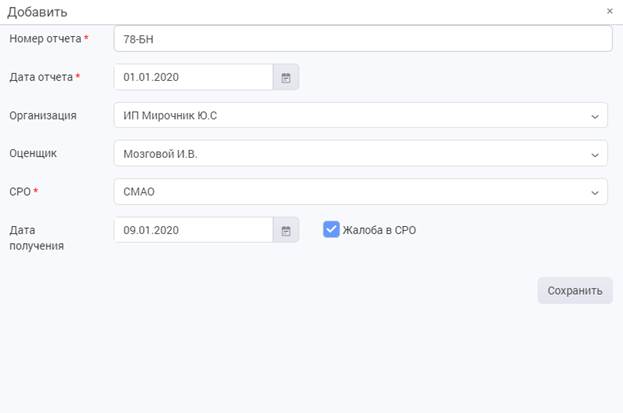 Добавить ×
Номер отчета * 78-БН
Дата отчета * 01.01.2020
Организация ИП Мирочник Ю.С
Оценщик Мозговой И.В.
СРО * СМАО
Дата получения 09.01.2020 Жалоба в СРО
Сохранить